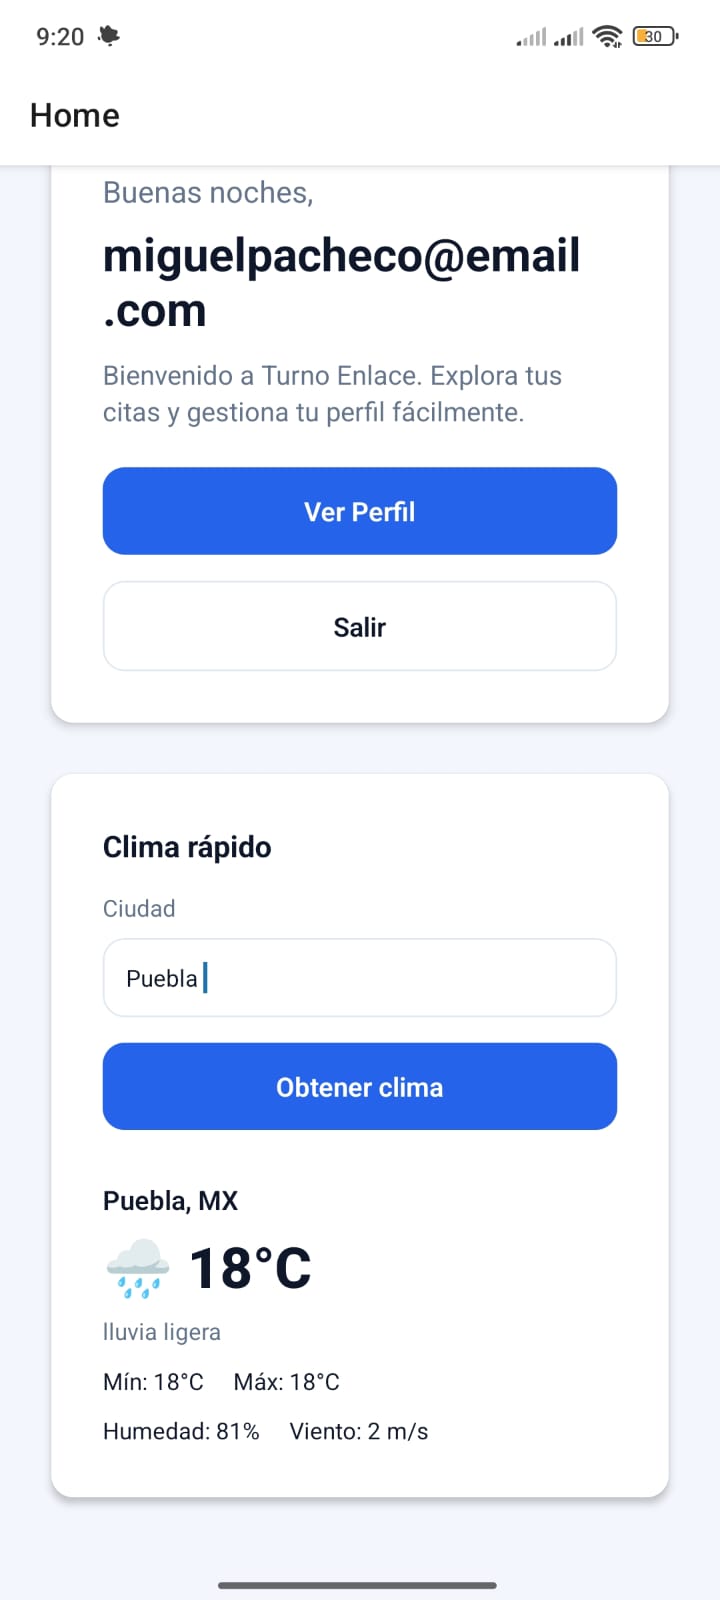 9:20
30
Home
Buenas noches,
miguelpacheco@email
.com
Bienvenido a Turno Enlace. Explora tus
citas y gestiona tu perfil fácilmente.
Ver Perfil
Salir
Clima rápido
Ciudad
Puebla
Obtener clima
Puebla, MX
18°C
lluvia ligera
Mín: 18°C Máx: 18°C
Humedad: 81% Viento: 2 m/s